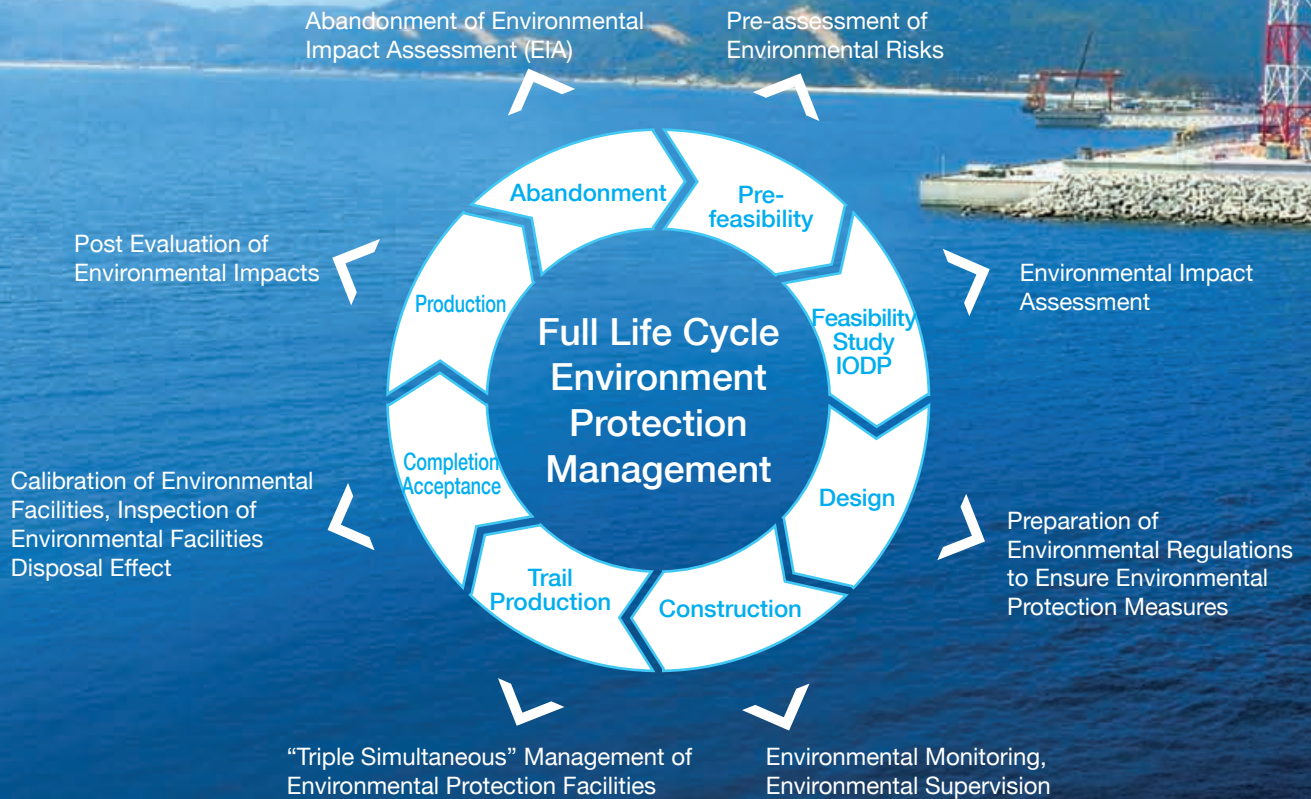 Abandonment of Environmental
Impact Assessment (EIA)
Pre-assessment of
Environmental Risks
Abandonment
Pre-
feasibility
Post Evaluation of
Environmental Impacts
Environmental Impact
Assessment
Production
Feasibility
Study
IODP
Full Life Cycle
Environment
Protection
Management
Completion
Acceptance
Design
Calibration of Environmental
Facilities, Inspection of
Environmental Facilities
Disposal Effect
Preparation of
Environmental Regulations
to Ensure Environmental
Protection Measures
Trail
Production
Construction
“Triple Simultaneous” Management of
Environmental Protection Facilities
Environmental Monitoring,
Environmental Supervision